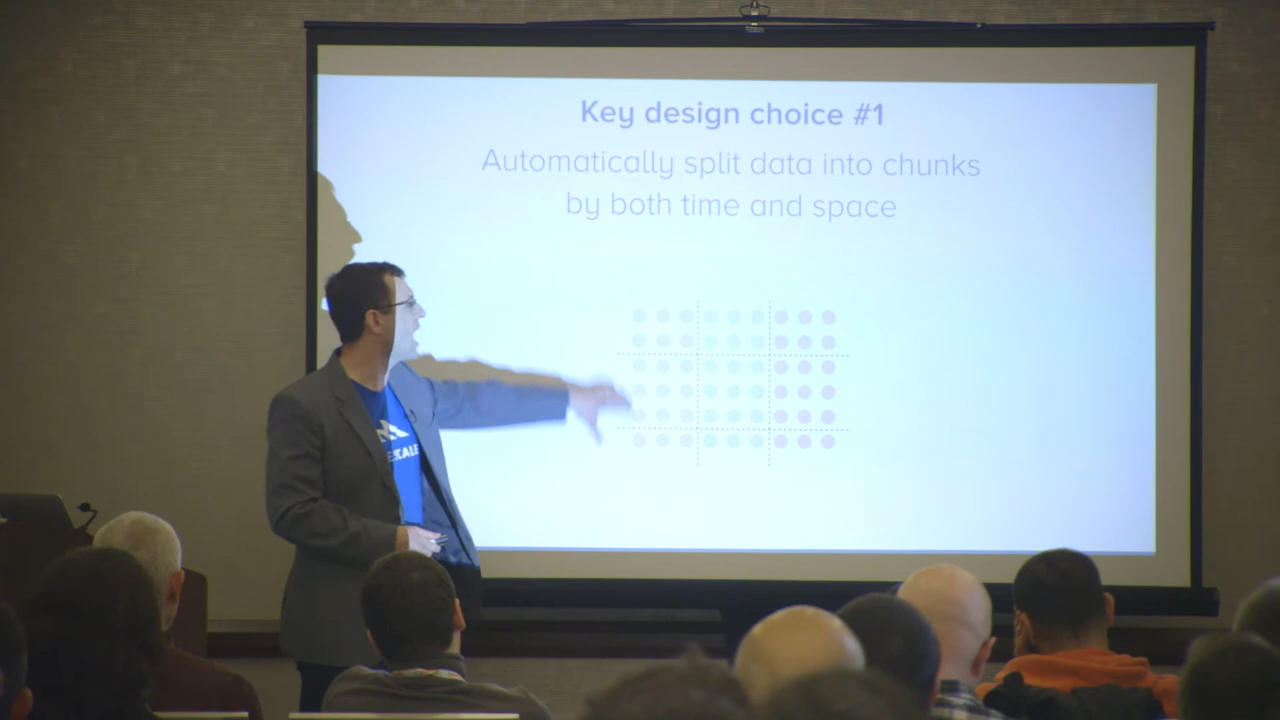 Key design choice #1
Automatically split data into chunks
by both time and space